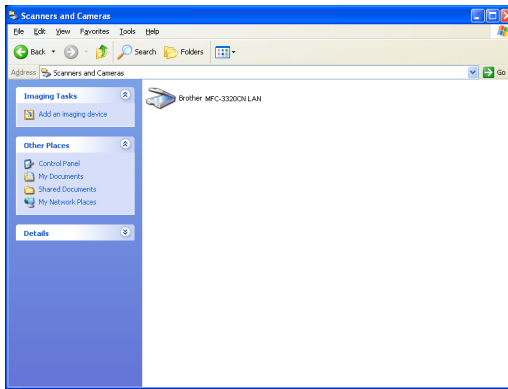 Scanners and Cameras
File Edit View Favorites Tools Help
Back Search Folders
Address Scanners and Cameras Go
Imaging Tasks
Add an imaging device
Other Places
Control Panel
My Documents
Shared Documents
My Network Places
Details
Brother MFC-3320CN LAN